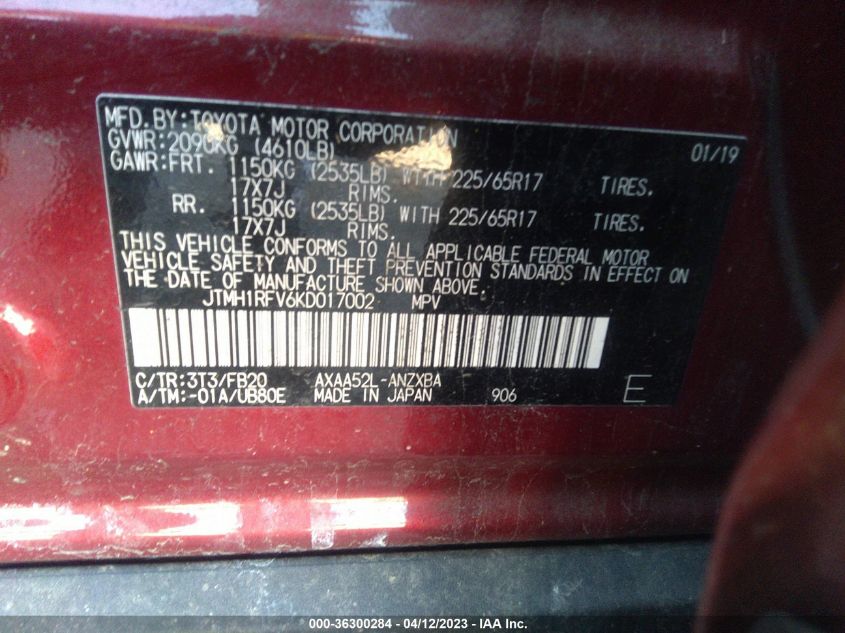 MFD.BY:TOYOTA MOTOR CORPORATION 01/19
GVWR:2090KG (4610LB)
GAWR:FRT. 1150KG (2535LB) WITH 225/65R17 TIRES.
17X7J RIMS.
RR. 1150KG (2535LB) WITH 225/65R17 TIRES.
17X7J RIMS.
THIS VEHICLE CONFORMS TO ALL APPLICABLE FEDERAL MOTOR
VEHICLE SAFETY AND THEFT PREVENTION STANDARDS IN EFFECT ON
THE DATE OF MANUFACTURE SHOWN ABOVE.
JTMH1RFV6KD017002 MPV
C/TR:3T3/FB20 AXAA52L-ANZXBA
A/TM:-01A/UB80E MADE IN JAPAN 906 E
000-36300284 - 04/12/2023 - IAA Inc.